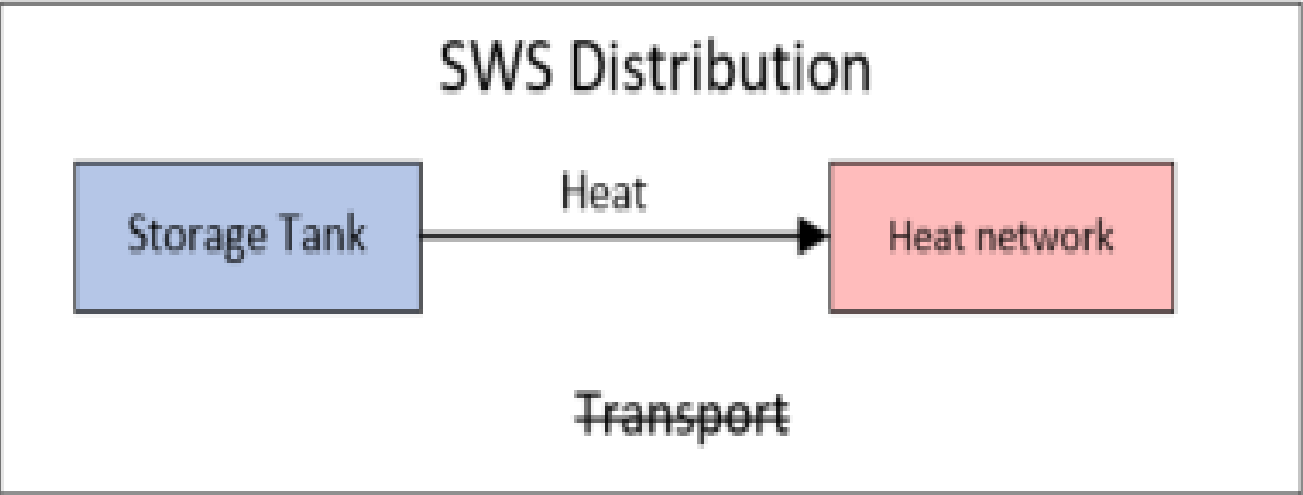 SWS Distribution
Heat
Storage Tank
Heat network
Transport